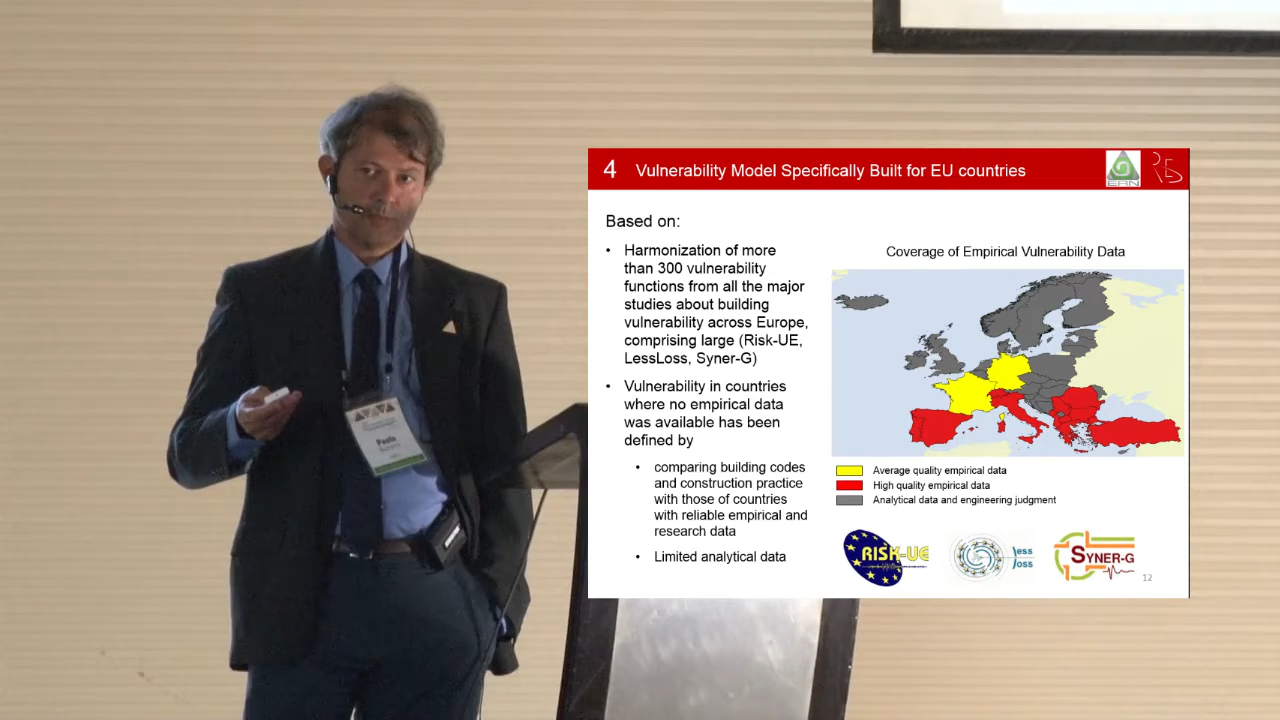 4 Vulnerability Model Specifically Built for EU countries
ERN
Based on:
• Harmonization of more
than 300 vulnerability
functions from all the major
studies about building
vulnerability across Europe,
comprising large (Risk-UE,
LessLoss, Syner-G)
• Vulnerability in countries
where no empirical data
was available has been
defined by
• comparing building codes
and construction practice
with those of countries
with reliable empirical and
research data
• Limited analytical data
Coverage of Empirical Vulnerability Data
Average quality empirical data
High quality empirical data
Analytical data and engineering judgment
RISK-UE
less
loss
SYNER-G
12
Paolo